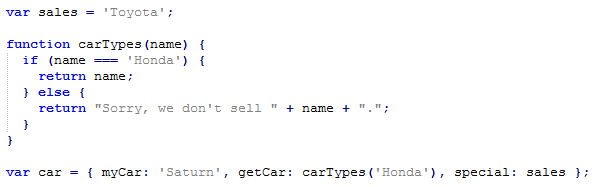 var sales = 'Toyota';
function carTypes(name) {
if (name === 'Honda') {
return name;
} else {
return "Sorry, we don't sell " + name + ".";
}
}
var car = { myCar: 'Saturn', getCar: carTypes('Honda'), special: sales };